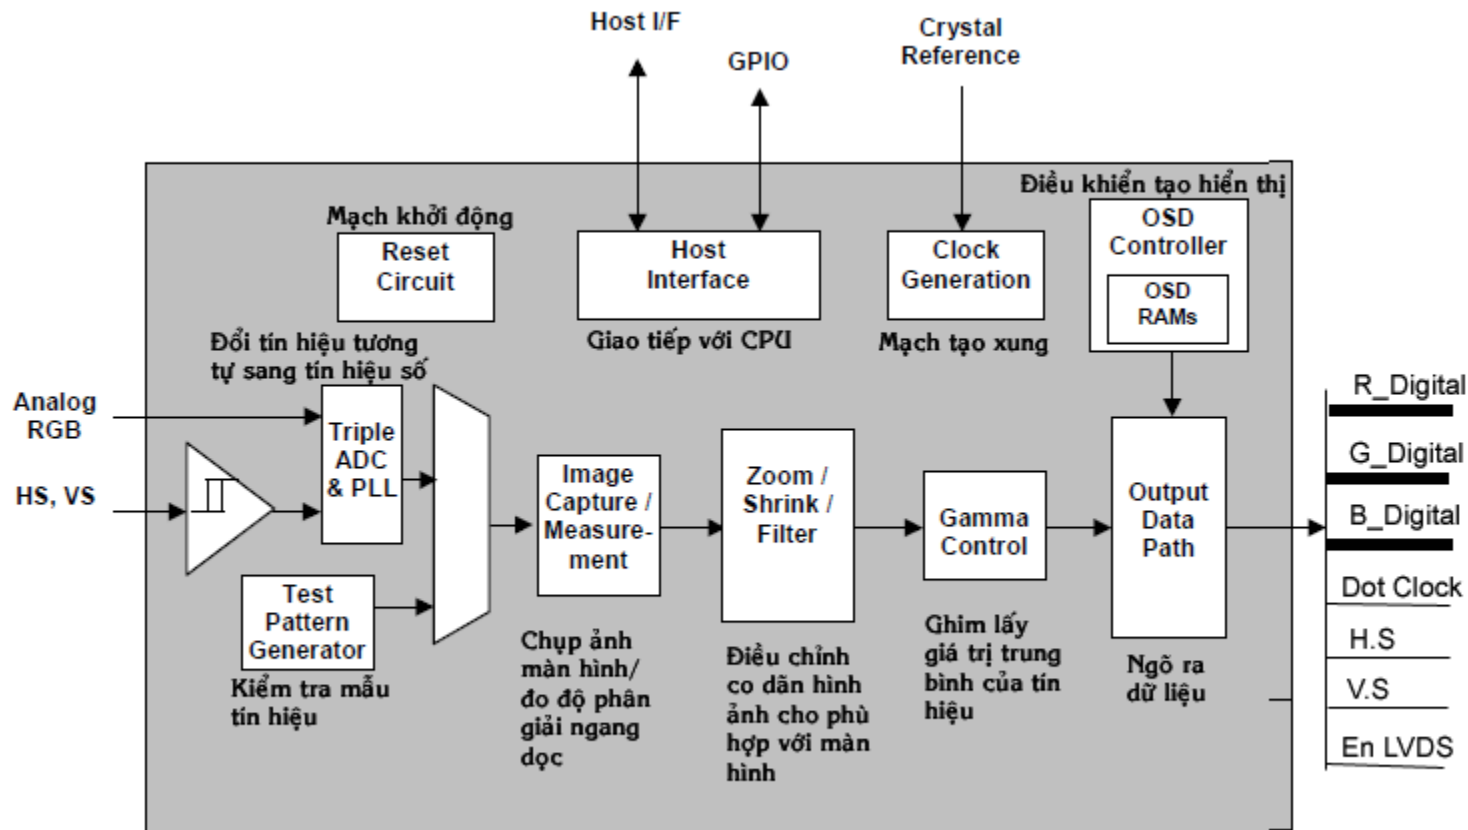 Host I/F
GPIO
Crystal
Reference
Điều khiển tạo hiển thị
Mạch khởi động
Reset
Circuit
Host
Interface
Clock
Generation
OSD
Controller
OSD
RAMs
Giao tiếp với CPU
Mạch tạo xung
Đổi tín hiệu tương
tự sang tín hiệu số
Analog
RGB
HS, VS
Triple
ADC
& PLL
Test
Pattern
Generator
Kiểm tra mẫu
tín hiệu
Image
Capture /
Measure-
ment
Chụp ảnh
màn hình/
đo độ phân
giải ngang
dọc
Zoom /
Shrink /
Filter
Điều chỉnh
co dãn hình
ảnh cho phù
hợp với màn
hình
Gamma
Control
Ghim lấy
giá trị trung
bình của tín
hiệu
Output
Data
Path
Ngõ ra
dữ liệu
R_Digital
G_Digital
B_Digital
Dot Clock
H.S
V.S
En LVDS